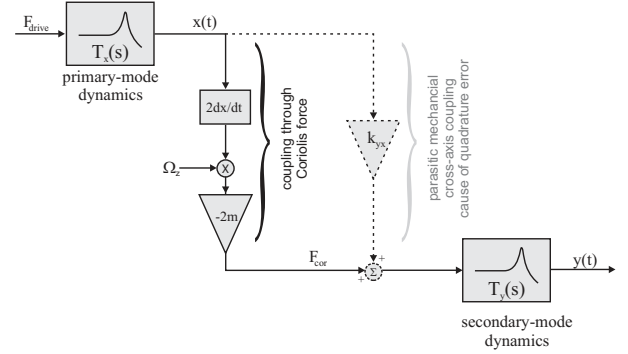 F_drive
T_x(s)
x(t)
primary-mode
dynamics
2dx/dt
Ω_z
X
-2m
coupling through
Coriolis force
k_yx
parasitic mechancial
cross-axis coupling
cause of quadrature error
F_cor
+
+
Σ
T_y(s)
y(t)
secondary-mode
dynamics